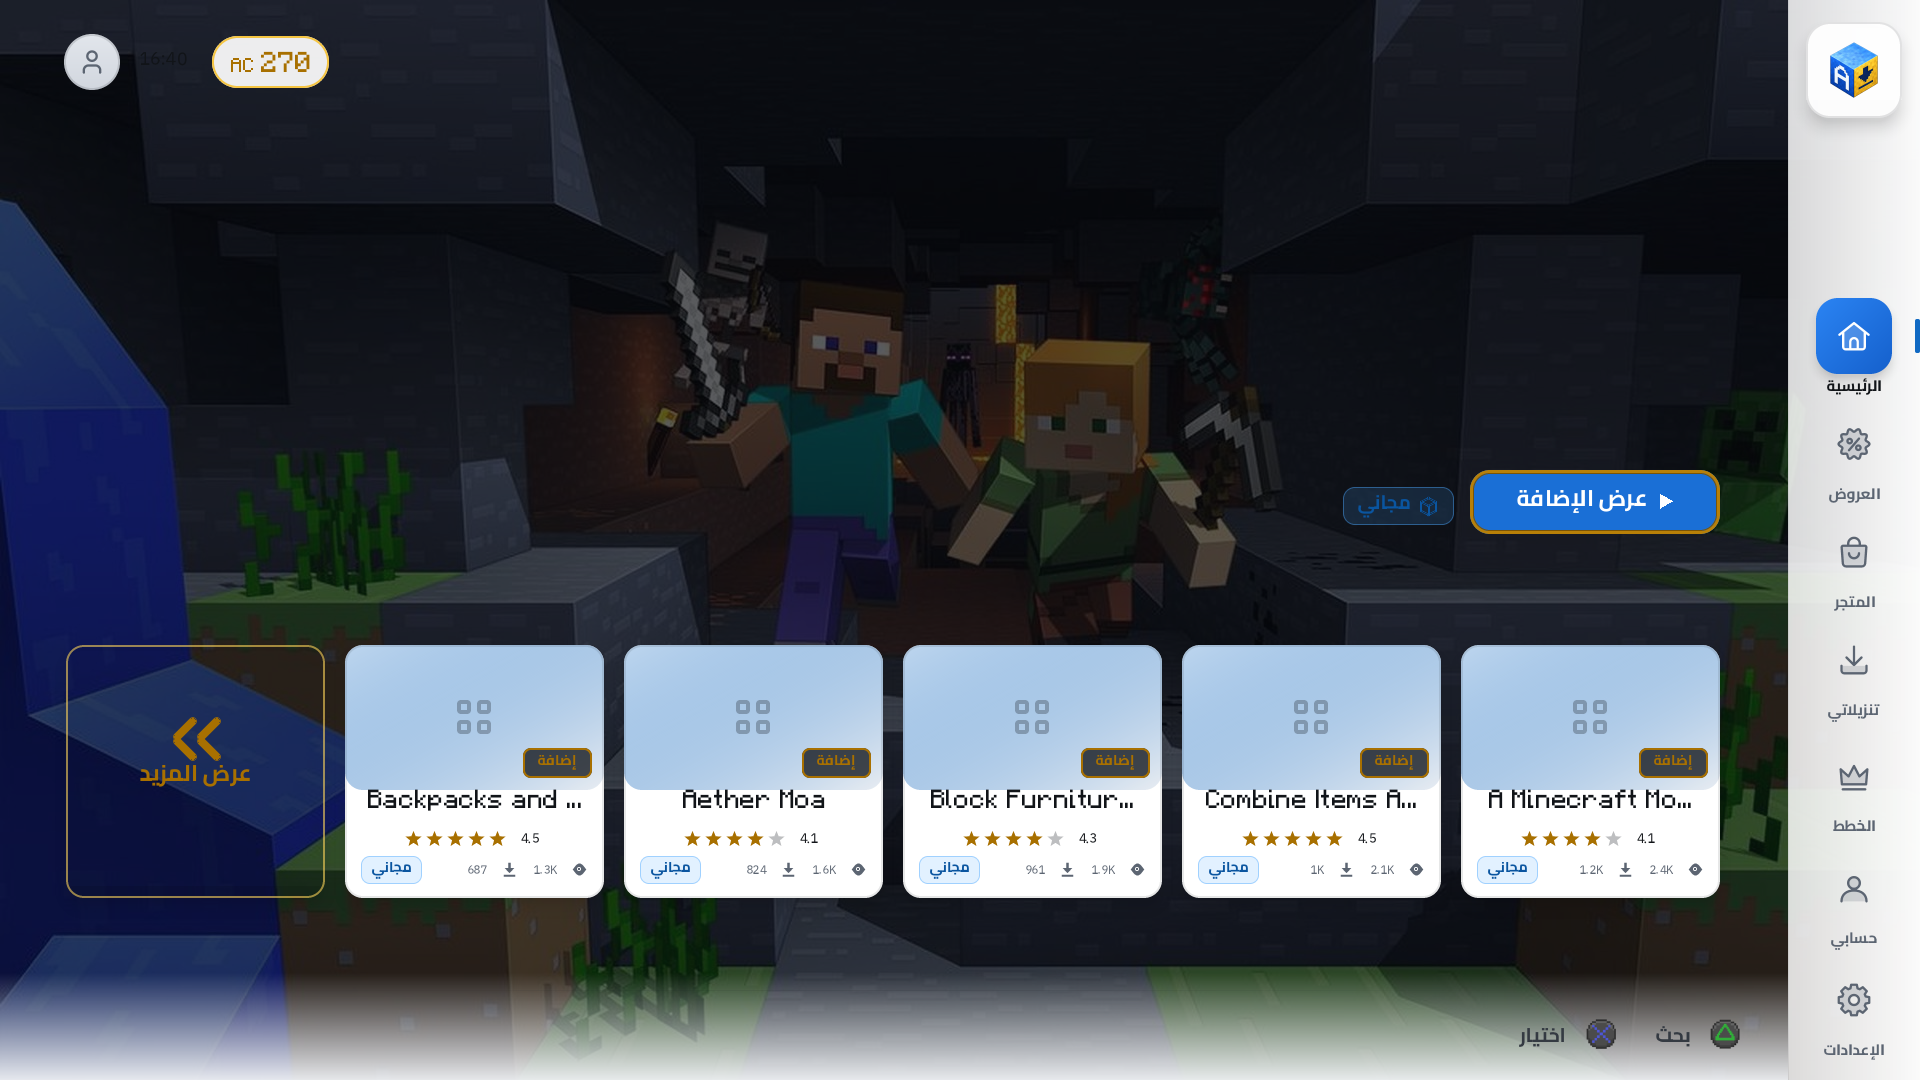 16:40
AC 270
الرئيسية
العروض
المتجر
تنزيلاتي
الخطط
حسابي
الإعدادات
عرض الإضافة
مجاني
إضافة
A Minecraft Mo...
4.1
2.4K 1.2K مجاني
إضافة
Combine Items A...
4.5
2.1K 1K مجاني
إضافة
Block Furnitur...
4.3
1.9K 961 مجاني
إضافة
Aether Moa
4.1
1.6K 824 مجاني
إضافة
Backpacks and ...
4.5
1.3K 687 مجاني
عرض المزيد
بحث
اختيار